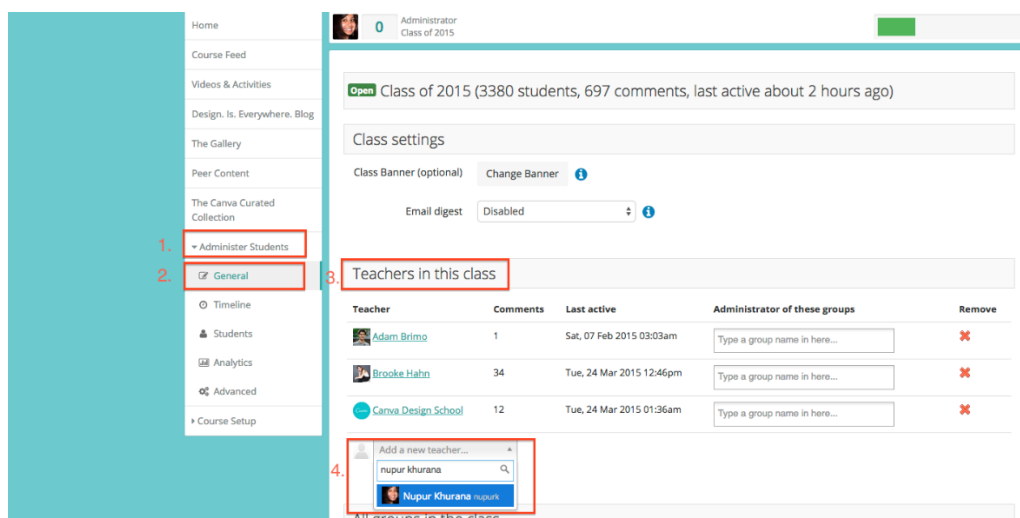 Home
Course Feed
Videos & Activities
Design. Is. Everywhere. Blog
The Gallery
Peer Content
The Canva Curated
Collection
1. Administer Students
2. General
Timeline
Students
Analytics
Advanced
Course Setup
0
Administrator
Class of 2015
Open Class of 2015 (3380 students, 697 comments, last active about 2 hours ago)
Class settings
Class Banner (optional) Change Banner i
Email digest Disabled i
3. Teachers in this class
Teacher Comments Last active Administrator of these groups Remove
Adam Brimo 1 Sat, 07 Feb 2015 03:03am Type a group name in here...
Brooke Hahn 34 Tue, 24 Mar 2015 12:46pm Type a group name in here...
Canva Design School 12 Tue, 24 Mar 2015 01:36am Type a group name in here...
4. Add a new teacher...
nupur khurana
Nupur Khurana nupurk
All groups in the class